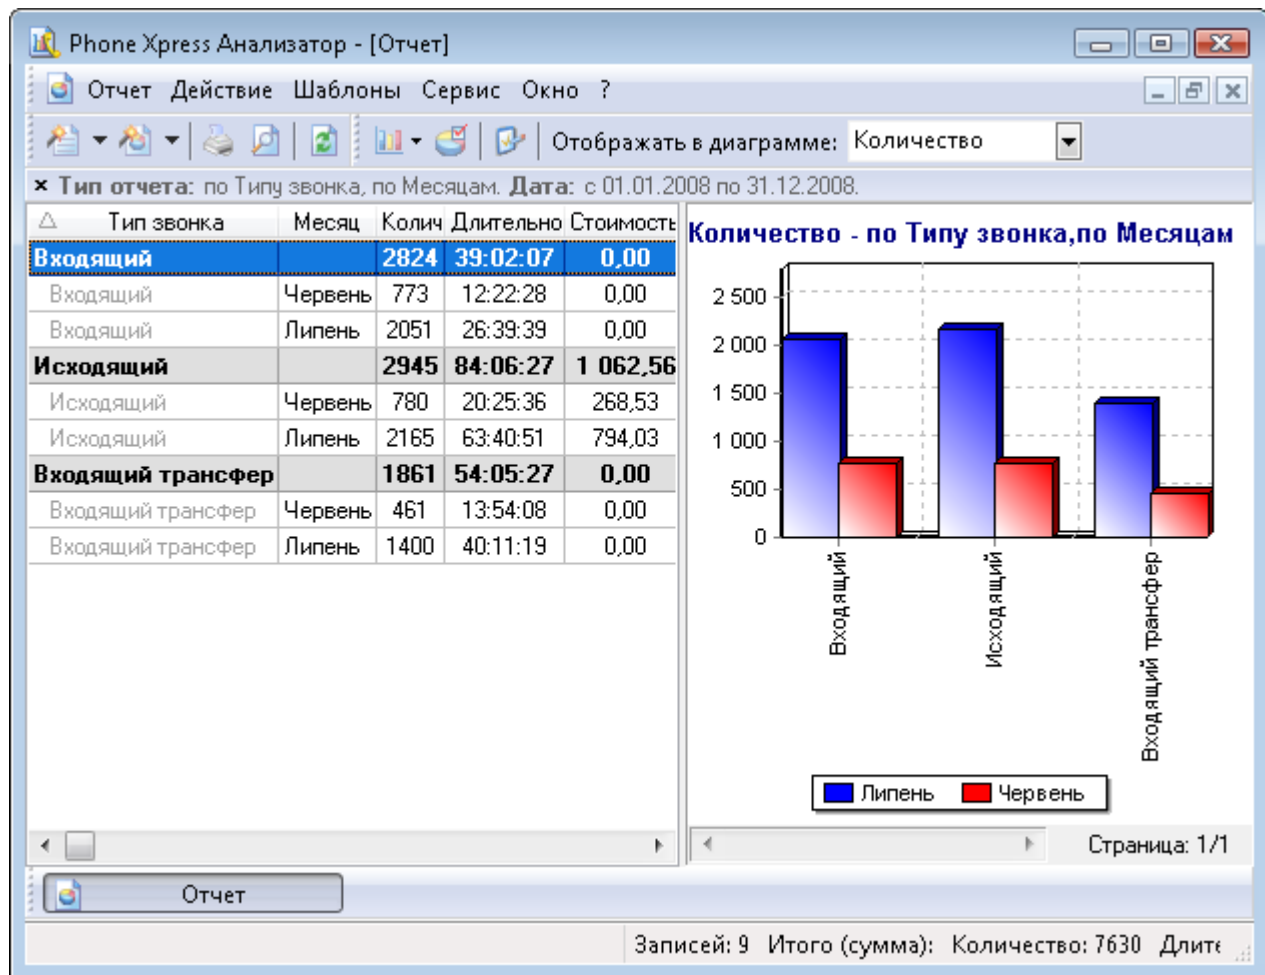 Phone Xpress Анализатор - [Отчет]
Отчет Действие Шаблоны Сервис Окно ?
Отображать в диаграмме: Количество
× Тип отчета: по Типу звонка, по Месяцам. Дата: с 01.01.2008 по 31.12.2008.
Тип звонка Месяц Колич Длительно Стоимость
Входящий 2824 39:02:07 0,00
Входящий Червень 773 12:22:28 0,00
Входящий Липень 2051 26:39:39 0,00
Исходящий 2945 84:06:27 1 062,56
Исходящий Червень 780 20:25:36 268,53
Исходящий Липень 2165 63:40:51 794,03
Входящий трансфер 1861 54:05:27 0,00
Входящий трансфер Червень 461 13:54:08 0,00
Входящий трансфер Липень 1400 40:11:19 0,00
Количество - по Типу звонка,по Месяцам
2 500
2 000
1 500
1 000
500
0
Входящий
Исходящий
Входящий трансфер
Липень Червень
Страница: 1/1
Отчет
Записей: 9 Итого (сумма): Количество: 7630 Длите